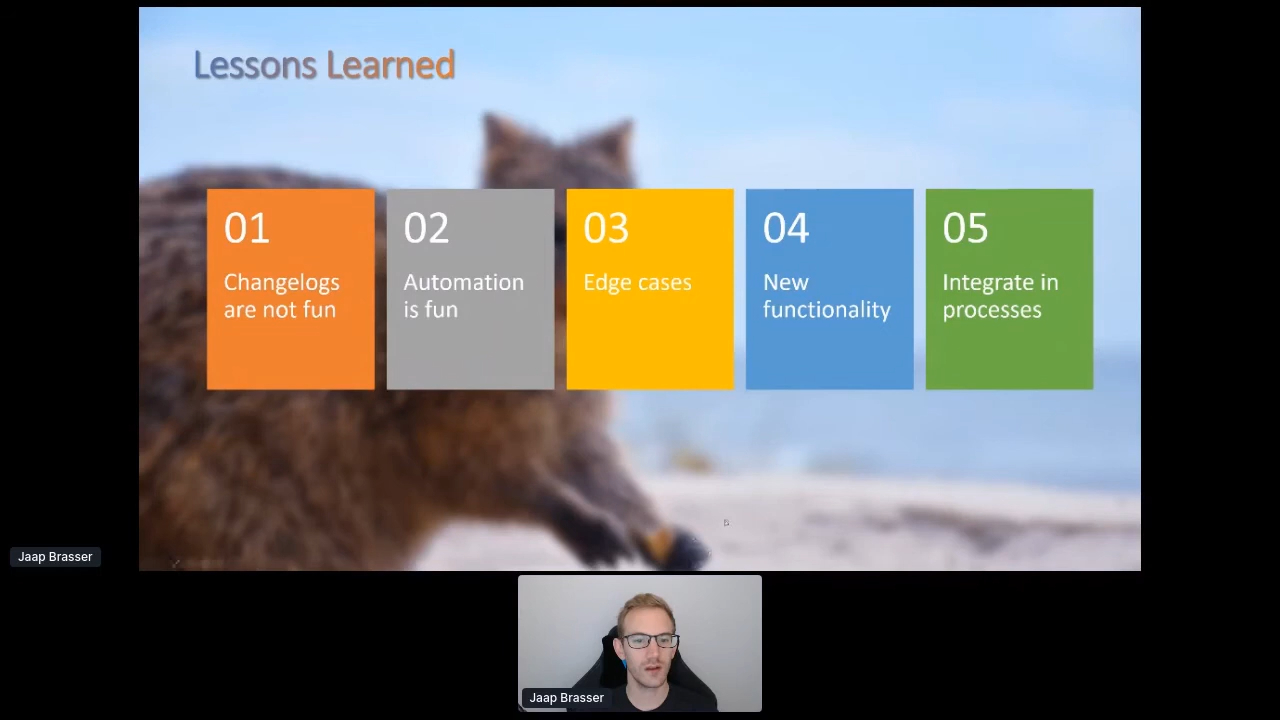 Lessons Learned
01
Changelogs
are not fun
02
Automation
is fun
03
Edge cases
04
New
functionality
05
Integrate in
processes
Jaap Brasser
Jaap Brasser